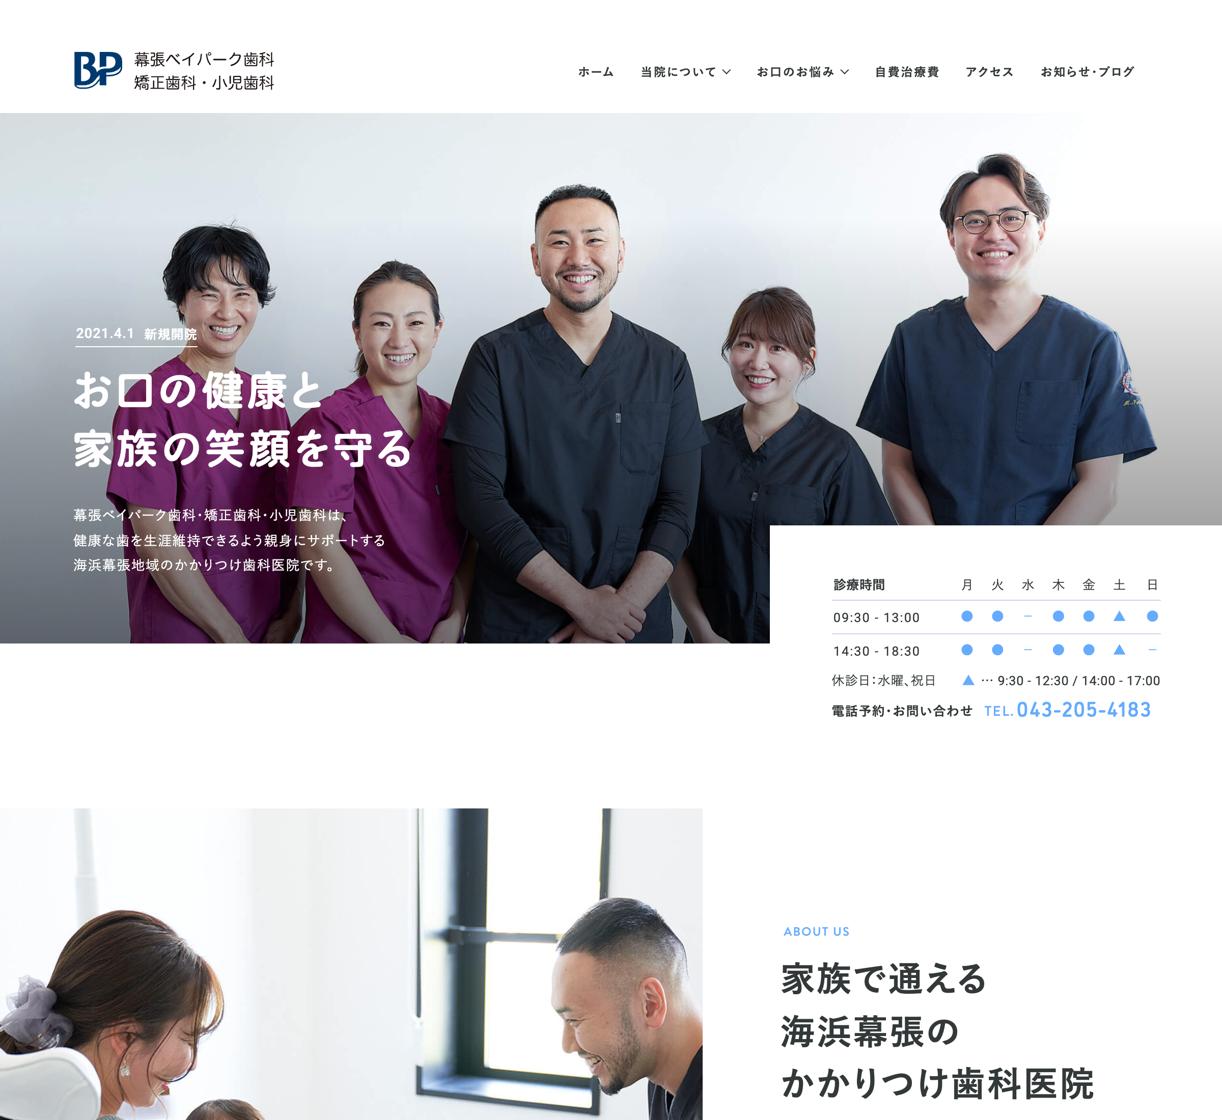 BP
幕張ベイパーク歯科
矯正歯科・小児歯科
ホーム 当院について お口のお悩み 自費治療費 アクセス お知らせ・ブログ
2021.4.1 新規開院
お口の健康と
家族の笑顔を守る
幕張ベイパーク歯科・矯正歯科・小児歯科は、
健康な歯を生涯維持できるよう親身にサポートする
海浜幕張地域のかかりつけ歯科医院です。
診療時間 月 火 水 木 金 土 日
09:30 - 13:00 ● ● － ● ● ▲ ●
14:30 - 18:30 ● ● － ● ● ▲ －
休診日：水曜、祝日 ▲ … 9:30 - 12:30 / 14:00 - 17:00
電話予約・お問い合わせ TEL.043-205-4183
ABOUT US
家族で通える
海浜幕張の
かかりつけ歯科医院